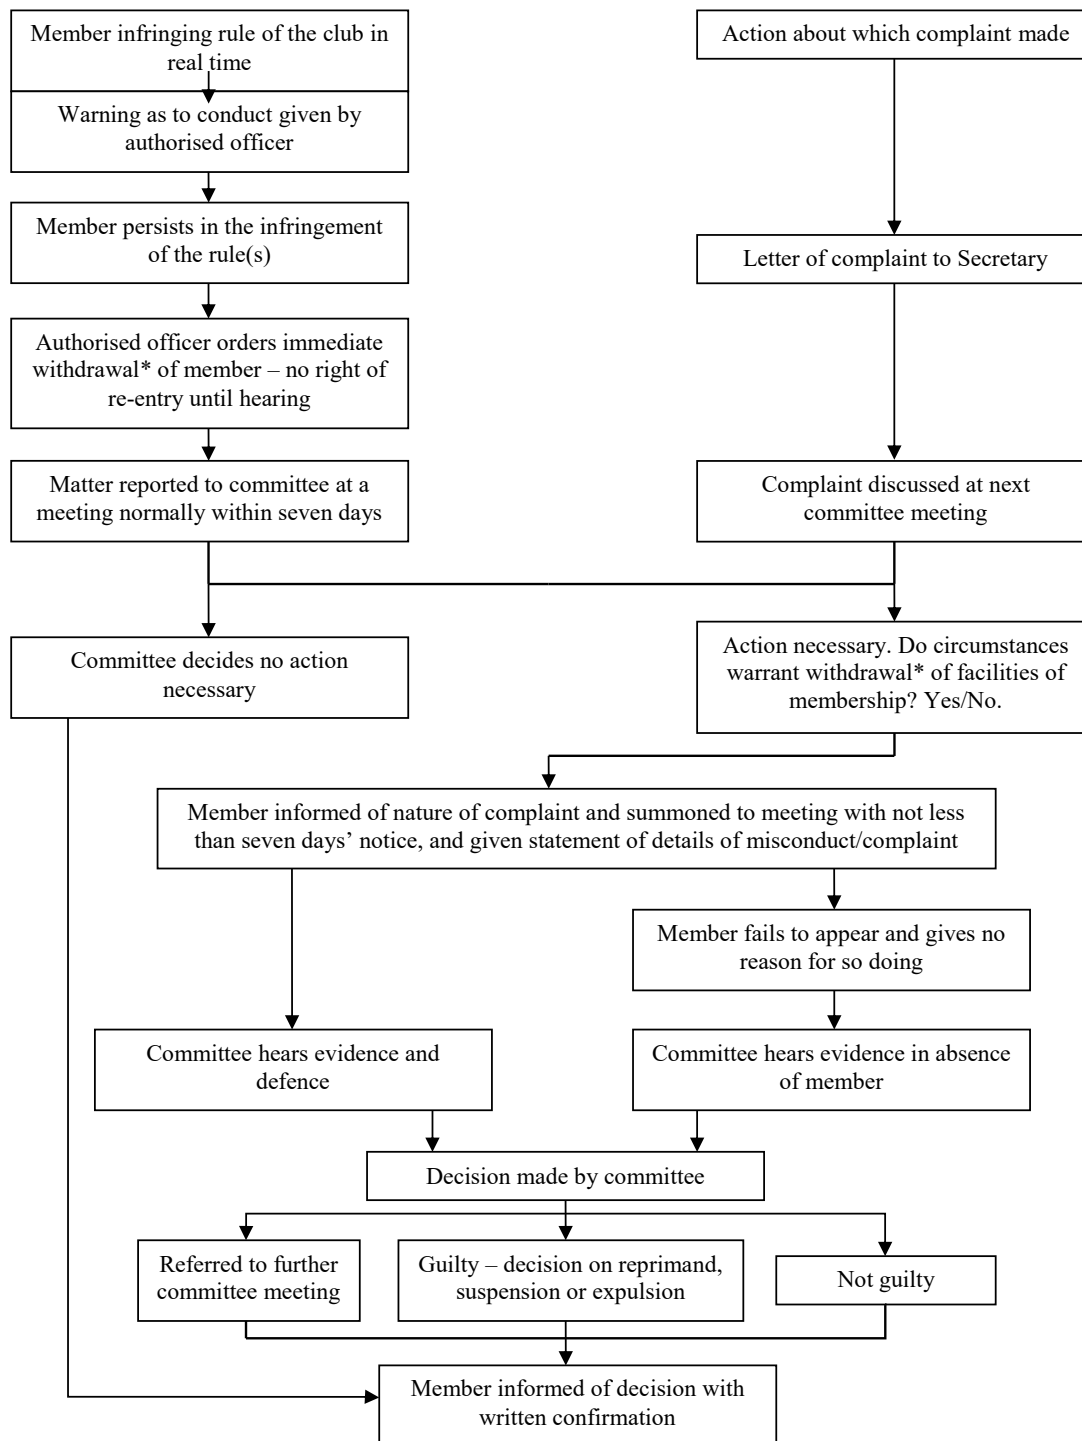 Member infringing rule of the club in
real time
Action about which complaint made
Warning as to conduct given by
authorised officer
Member persists in the infringement
of the rule(s)
Letter of complaint to Secretary
Authorised officer orders immediate
withdrawal* of member – no right of
re-entry until hearing
Matter reported to committee at a
meeting normally within seven days
Complaint discussed at next
committee meeting
Committee decides no action
necessary
Action necessary. Do circumstances
warrant withdrawal* of facilities of
membership? Yes/No.
Member informed of nature of complaint and summoned to meeting with not less
than seven days’ notice, and given statement of details of misconduct/complaint
Member fails to appear and gives no
reason for so doing
Committee hears evidence and
defence
Committee hears evidence in absence
of member
Decision made by committee
Referred to further
committee meeting
Guilty – decision on reprimand,
suspension or expulsion
Not guilty
Member informed of decision with
written confirmation